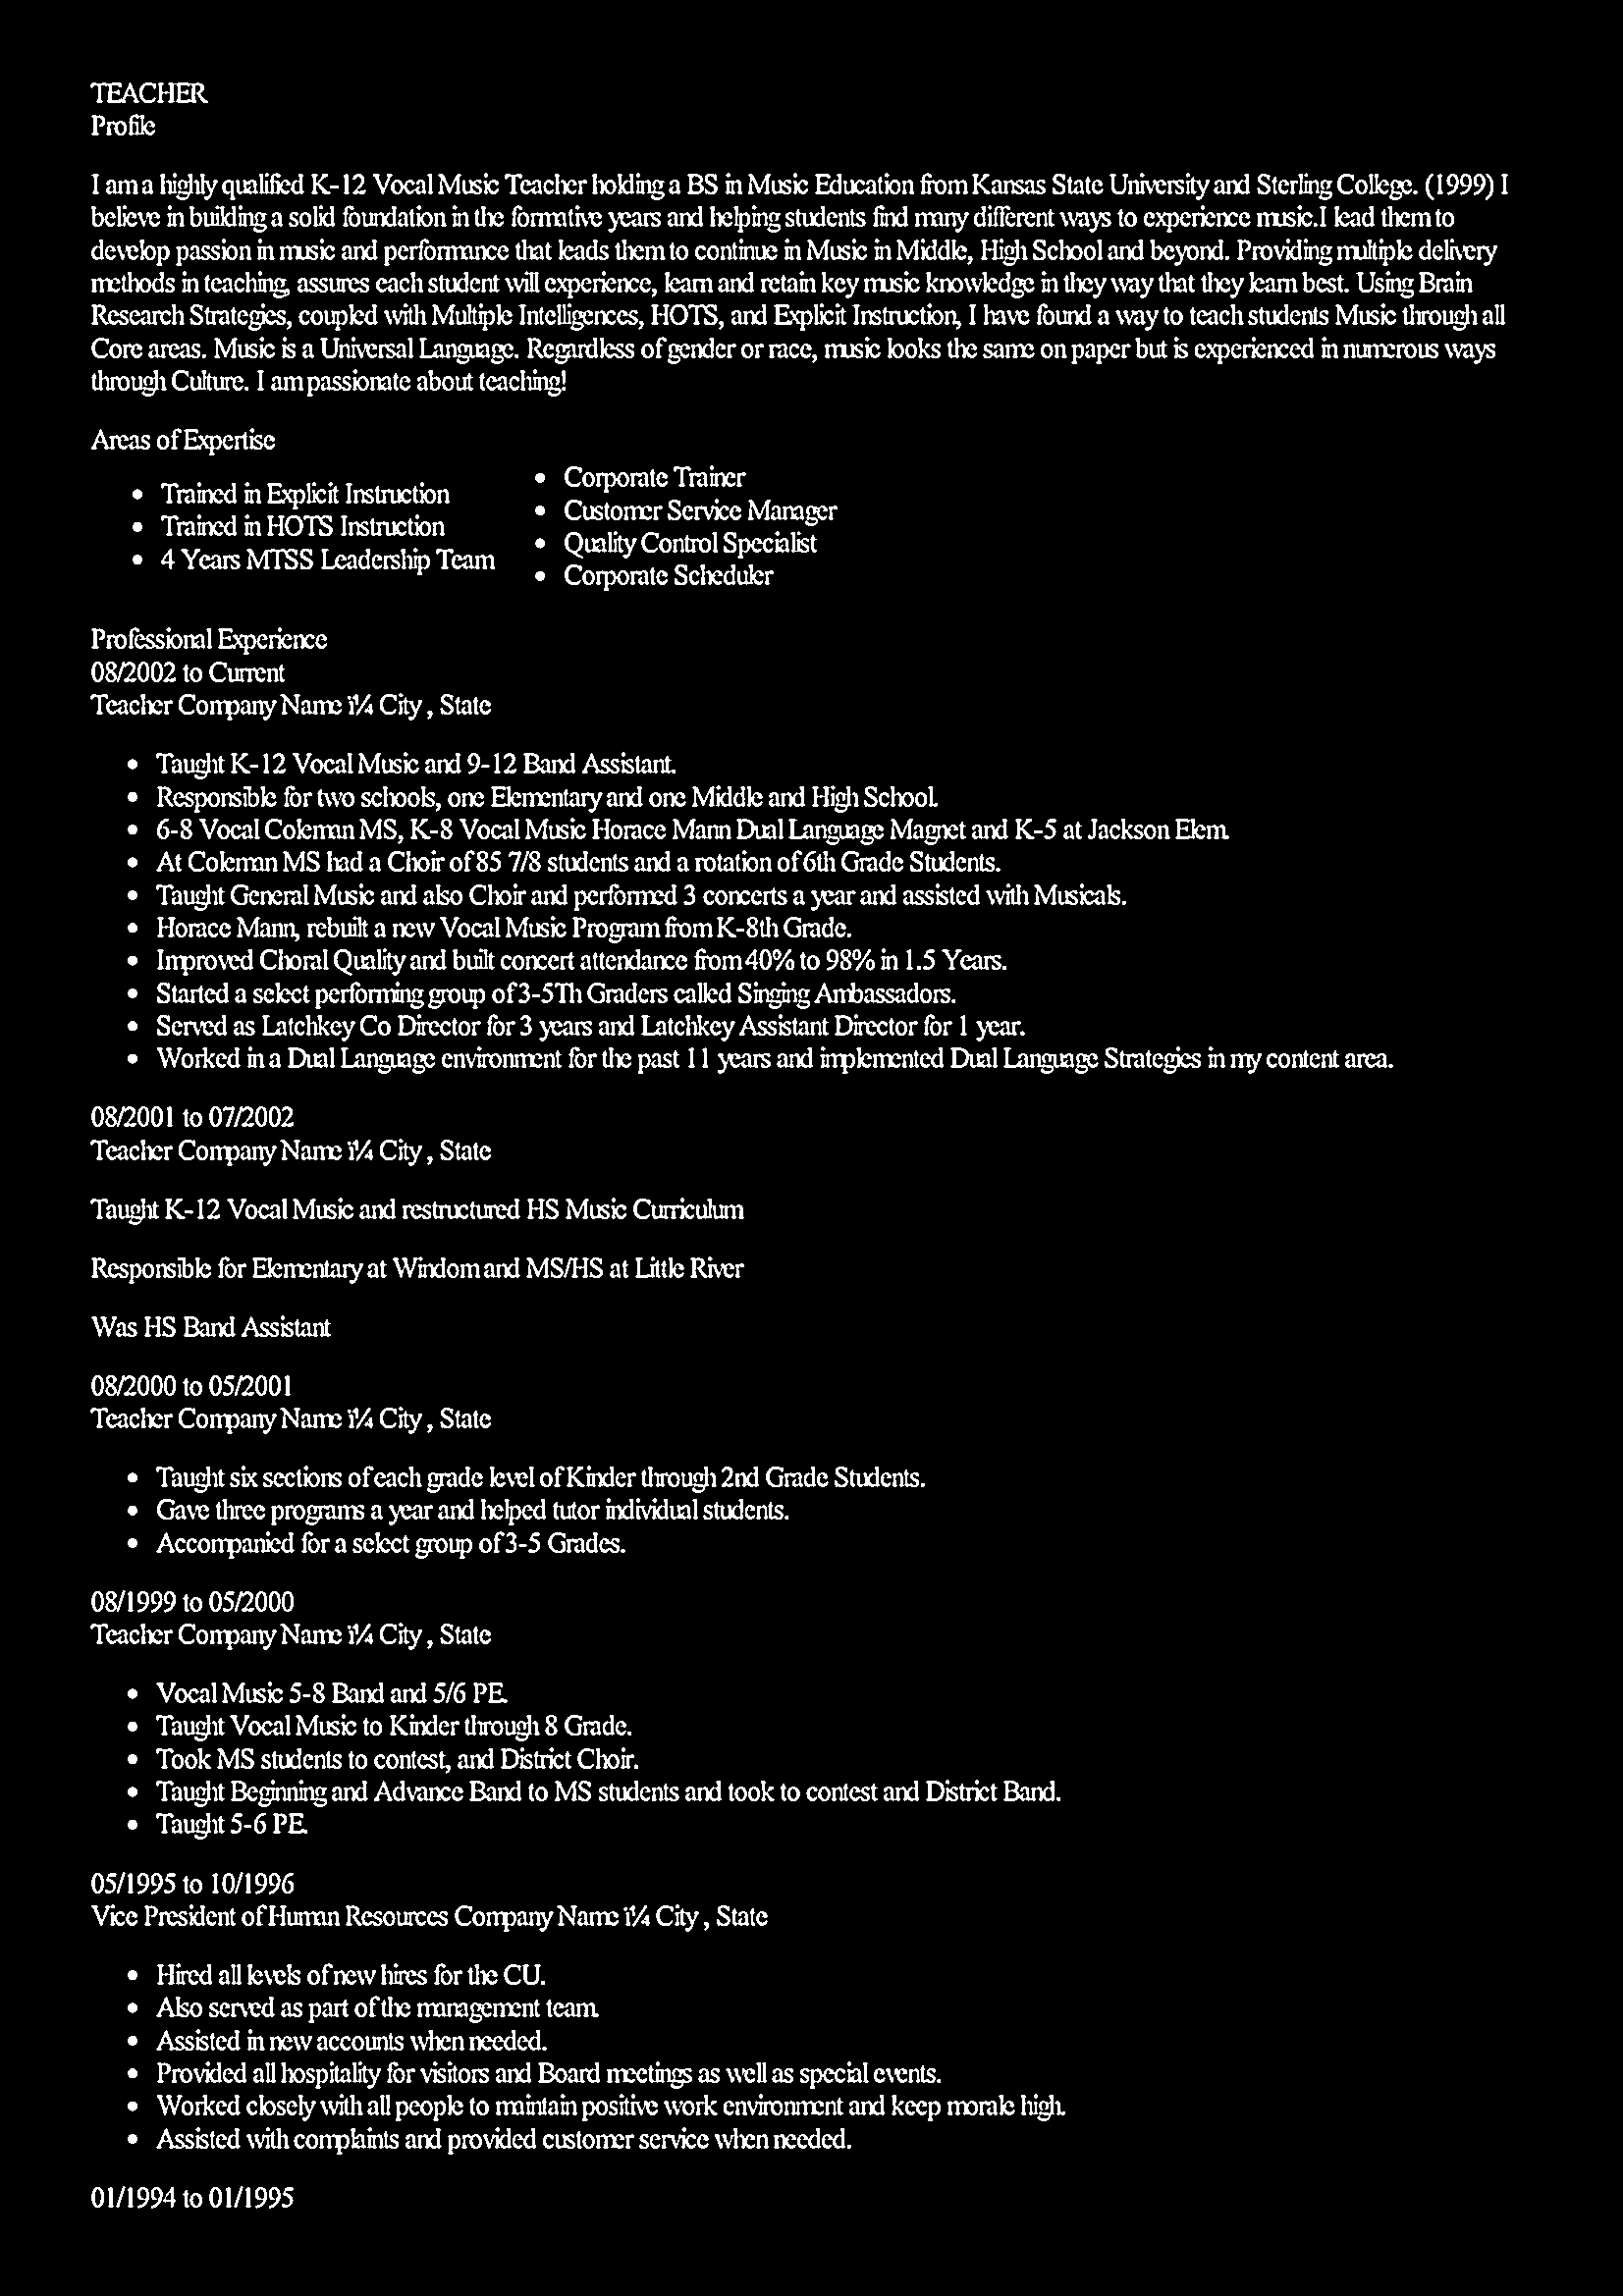 TEACHER
Profile
I am a highly qualified K-12 Vocal Music Teacher holding a BS in Music Education from Kansas State University and Sterling College. (1999) I
believe in building a solid foundation in the formative years and helping students find many different ways to experience music.I lead them to
develop passion in music and performance that leads them to continue in Music in Middle, High School and beyond. Providing multiple delivery
methods in teaching, assures each student will experience, learn and retain key music knowledge in they way that they learn best. Using Brain
Research Strategies, coupled with Multiple Intelligences, HOTS, and Explicit Instruction, I have found a way to teach students Music through all
Core areas. Music is a Universal Language. Regardless of gender or race, music looks the same on paper but is experienced in numerous ways
through Culture. I am passionate about teaching!
Areas of Expertise
• Trained in Explicit Instruction
• Trained in HOTS Instruction
• 4 Years MTSS Leadership Team
• Corporate Trainer
• Customer Service Manager
• Quality Control Specialist
• Corporate Scheduler
Professional Experience
08/2002 to Current
Teacher Company Name ï¼ City , State
• Taught K-12 Vocal Music and 9-12 Band Assistant.
• Responsible for two schools, one Elementary and one Middle and High School.
• 6-8 Vocal Coleman MS, K-8 Vocal Music Horace Mann Dual Language Magnet and K-5 at Jackson Elem.
• At Coleman MS had a Choir of 85 7/8 students and a rotation of 6th Grade Students.
• Taught General Music and also Choir and performed 3 concerts a year and assisted with Musicals.
• Horace Mann, rebuilt a new Vocal Music Program from K-8th Grade.
• Improved Choral Quality and built concert attendance from 40% to 98% in 1.5 Years.
• Started a select performing group of 3-5Th Graders called Singing Ambassadors.
• Served as Latchkey Co Director for 3 years and Latchkey Assistant Director for 1 year.
• Worked in a Dual Language environment for the past 11 years and implemented Dual Language Strategies in my content area.
08/2001 to 07/2002
Teacher Company Name ï¼ City , State
Taught K-12 Vocal Music and restructured HS Music Curriculum
Responsible for Elementary at Windom and MS/HS at Little River
Was HS Band Assistant
08/2000 to 05/2001
Teacher Company Name ï¼ City , State
• Taught six sections of each grade level of Kinder through 2nd Grade Students.
• Gave three programs a year and helped tutor individual students.
• Accompanied for a select group of 3-5 Grades.
08/1999 to 05/2000
Teacher Company Name ï¼ City , State
• Vocal Music 5-8 Band and 5/6 PE.
• Taught Vocal Music to Kinder through 8 Grade.
• Took MS students to contest, and District Choir.
• Taught Beginning and Advance Band to MS students and took to contest and District Band.
• Taught 5-6 PE.
05/1995 to 10/1996
Vice President of Human Resources Company Name ï¼ City , State
• Hired all levels of new hires for the CU.
• Also served as part of the management team.
• Assisted in new accounts when needed.
• Provided all hospitality for visitors and Board meetings as well as special events.
• Worked closely with all people to maintain positive work environment and keep morale high.
• Assisted with complaints and provided customer service when needed.
01/1994 to 01/1995